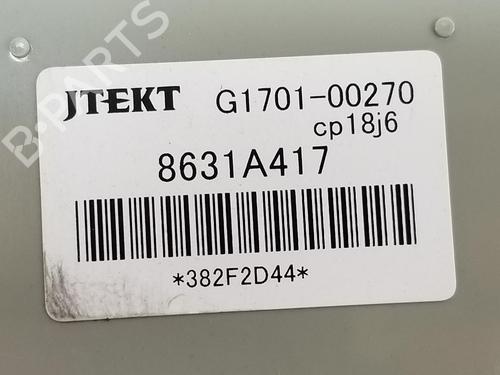 JTEKT G1701-00270
cp18j6
8631A417
*382F2D44*
B-PARTS